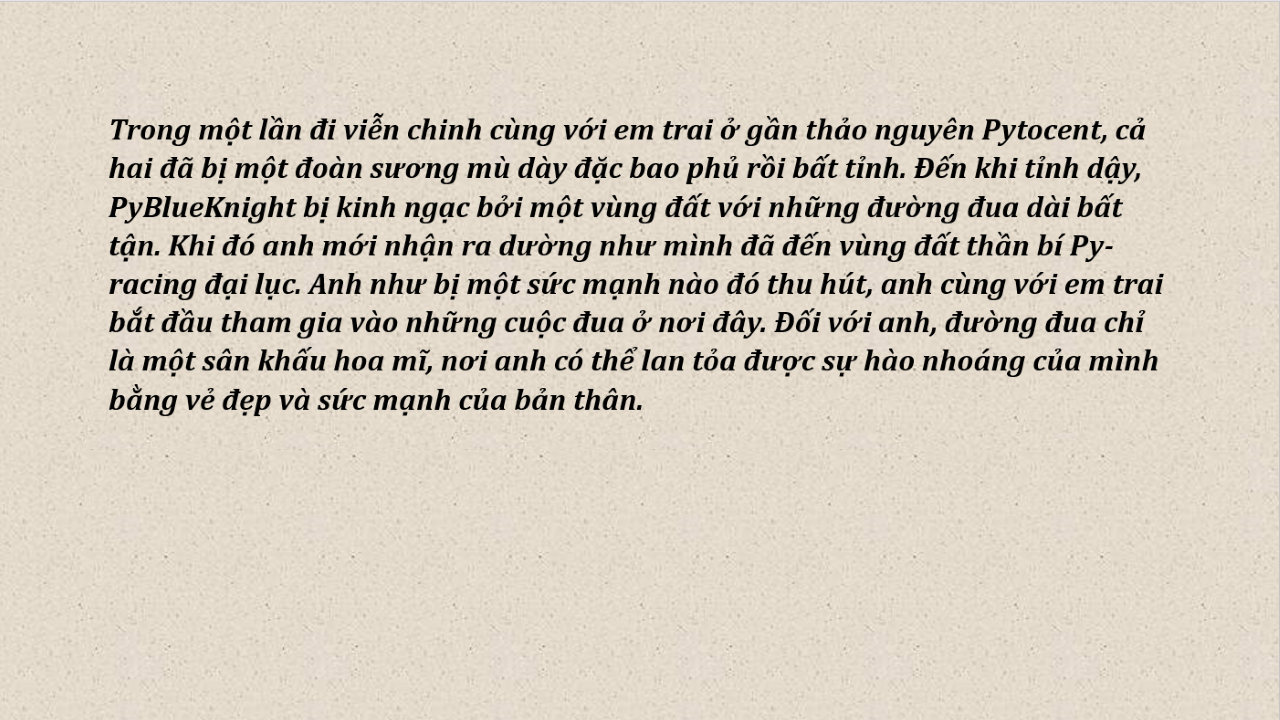 Trong một lần đi viễn chinh cùng với em trai ở gần thảo nguyên Pytocent, cả
hai đã bị một đoàn sương mù dày đặc bao phủ rồi bất tỉnh. Đến khi tỉnh dậy,
PyBlueKnight bị kinh ngạc bởi một vùng đất với những đường đua dài bất
tận. Khi đó anh mới nhận ra dường như mình đã đến vùng đất thần bí Py-
racing đại lục. Anh như bị một sức mạnh nào đó thu hút, anh cùng với em trai
bắt đầu tham gia vào những cuộc đua ở nơi đây. Đối với anh, đường đua chỉ
là một sân khấu hoa mĩ, nơi anh có thể lan tỏa được sự hào nhoáng của mình
bằng vẻ đẹp và sức mạnh của bản thân.